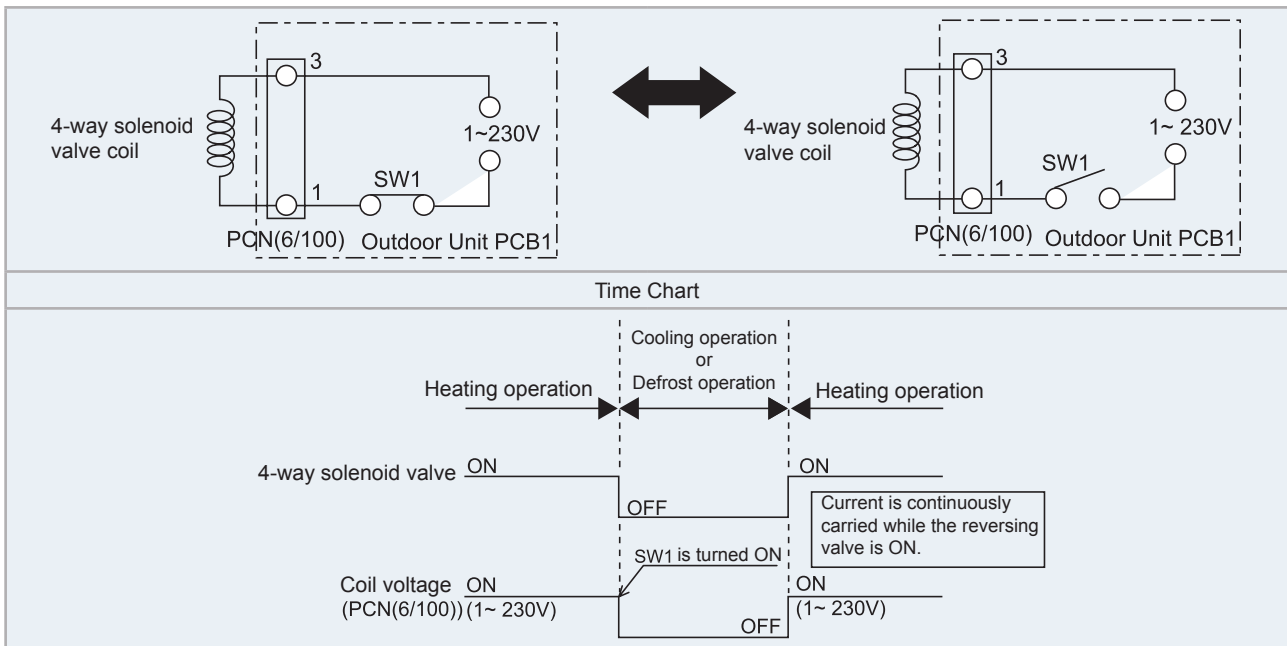 3
4-way solenoid
valve coil
1~230V
SW1
1
PCN(6/100) Outdoor Unit PCB1
3
4-way solenoid
valve coil
1~ 230V
SW1
1
PCN(6/100) Outdoor Unit PCB1
Time Chart
Cooling operation
or
Defrost operation
Heating operation
Heating operation
4-way solenoid valve ON
OFF
ON
Current is continuously
carried while the reversing
valve is ON.
SW1 is turned ON
Coil voltage ON
(PCN(6/100)) (1~ 230V)
OFF
ON
(1~ 230V)